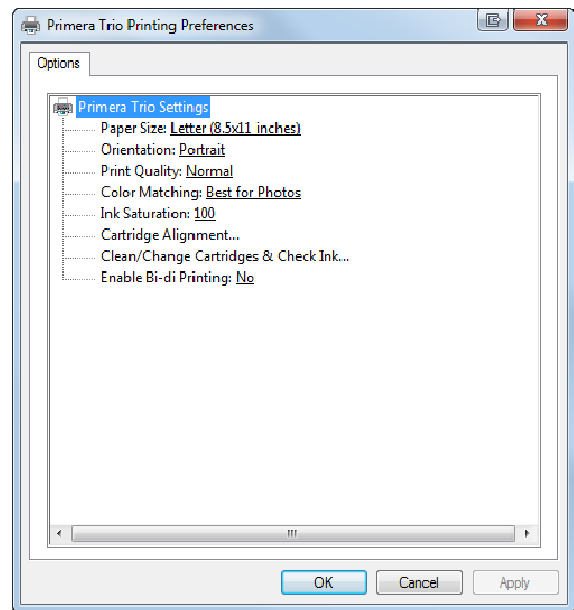 Primera Trio Printing Preferences
Options
Primera Trio Settings
Paper Size: Letter (8.5x11 inches)
Orientation: Portrait
Print Quality: Normal
Color Matching: Best for Photos
Ink Saturation: 100
Cartridge Alignment...
Clean/Change Cartridges & Check Ink...
Enable Bi-di Printing: No
OK Cancel Apply